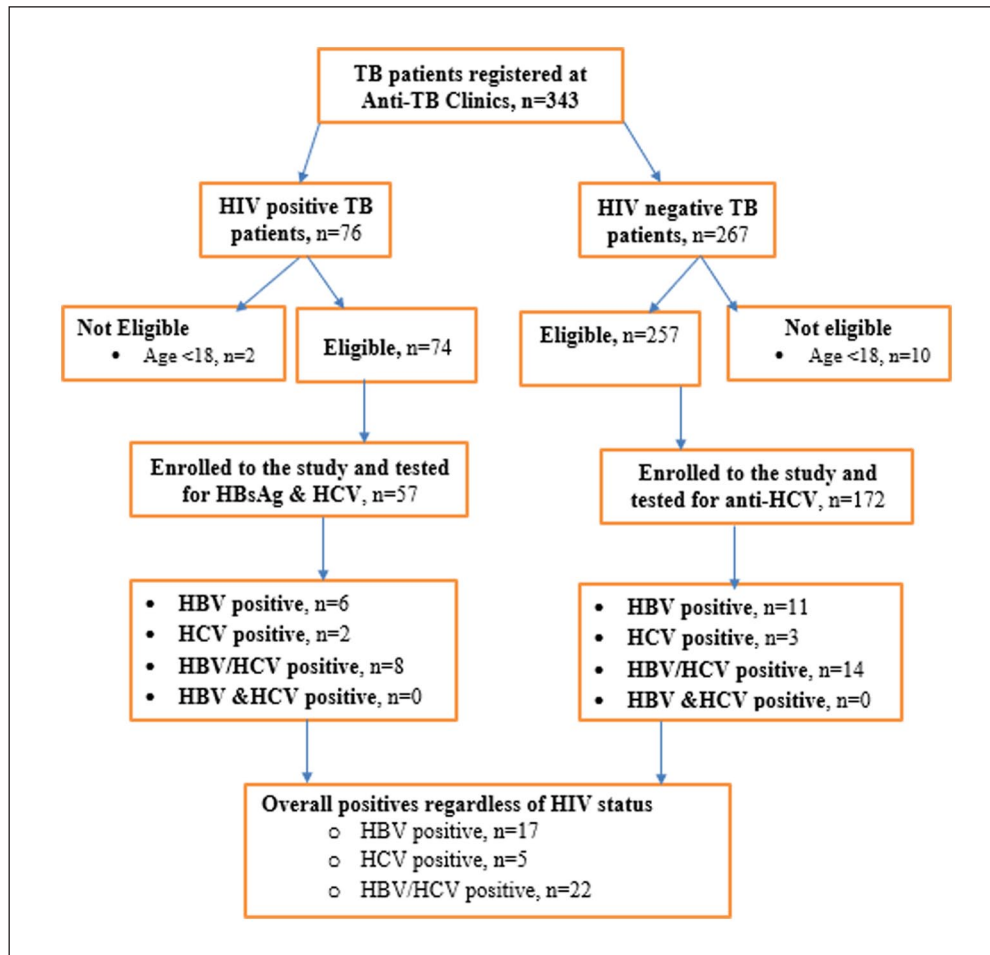 TB patients registered at
Anti-TB Clinics, n=343
HIV positive TB
patients, n=76
HIV negative TB
patients, n=267
Not Eligible
• Age <18, n=2
Eligible, n=74
Eligible, n=257
Not eligible
• Age <18, n=10
Enrolled to the study and tested
for HBsAg & HCV, n=57
Enrolled to the study and
tested for anti-HCV, n=172
• HBV positive, n=6
• HCV positive, n=2
• HBV/HCV positive, n=8
• HBV &HCV positive, n=0
• HBV positive, n=11
• HCV positive, n=3
• HBV/HCV positive, n=14
• HBV &HCV positive, n=0
Overall positives regardless of HIV status
o HBV positive, n=17
o HCV positive, n=5
o HBV/HCV positive, n=22